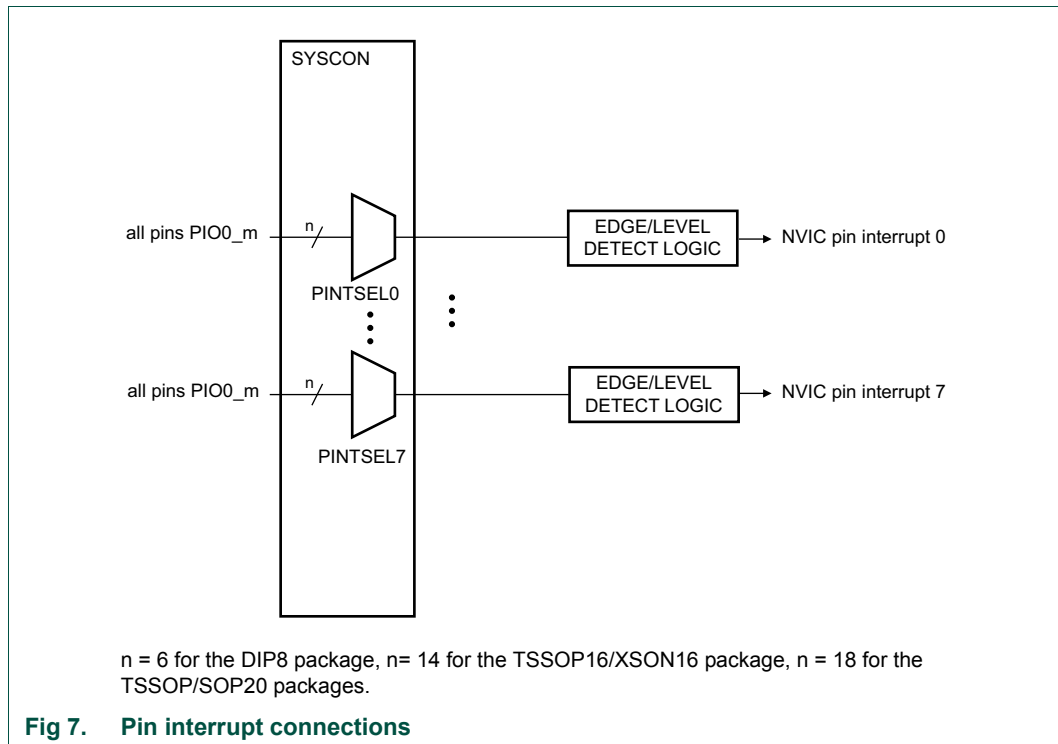 SYSCON
all pins PIO0_m
n
PINTSEL0
EDGE/LEVEL
DETECT LOGIC
NVIC pin interrupt 0
all pins PIO0_m
n
PINTSEL7
EDGE/LEVEL
DETECT LOGIC
NVIC pin interrupt 7
n = 6 for the DIP8 package, n= 14 for the TSSOP16/XSON16 package, n = 18 for the
TSSOP/SOP20 packages.
Fig 7. Pin interrupt connections